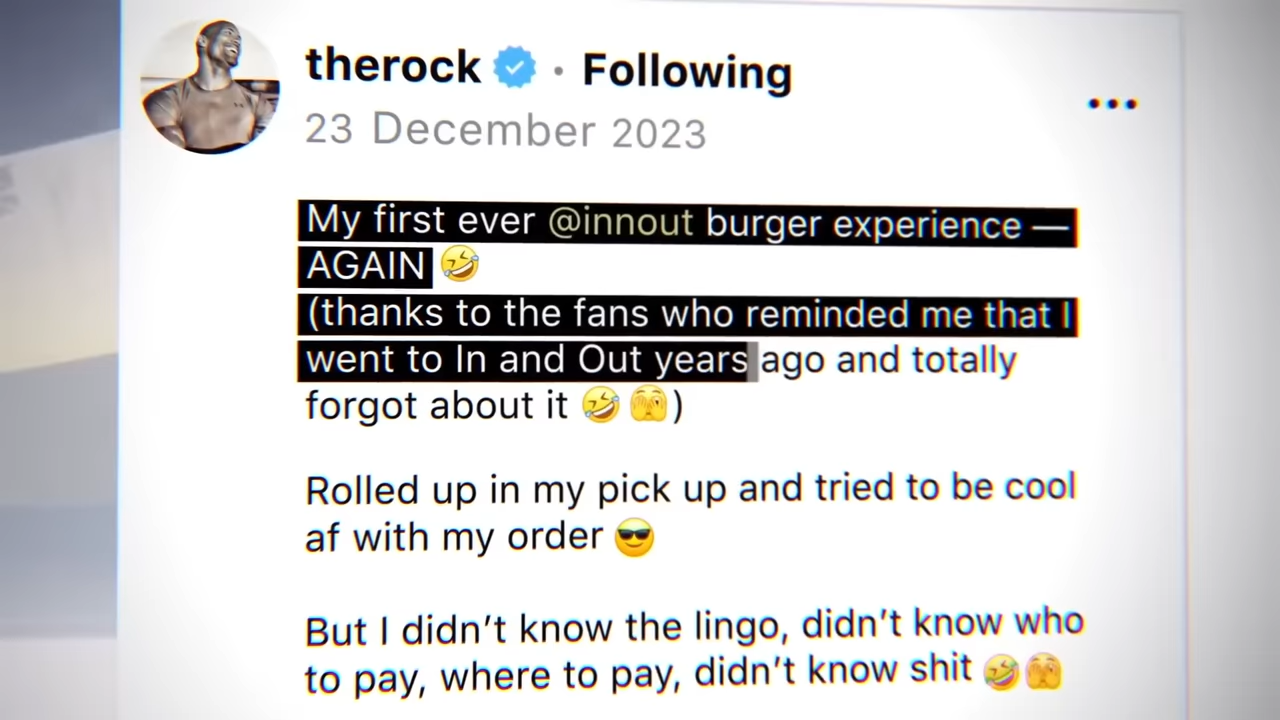 therock • Following
23 December 2023
My first ever @innout burger experience —
AGAIN 🤣
(thanks to the fans who reminded me that I
went to In and Out years ago and totally
forgot about it 🤣 🫣)
Rolled up in my pick up and tried to be cool
af with my order 😎
But I didn’t know the lingo, didn’t know who
to pay, where to pay, didn’t know shit 🤣🫣